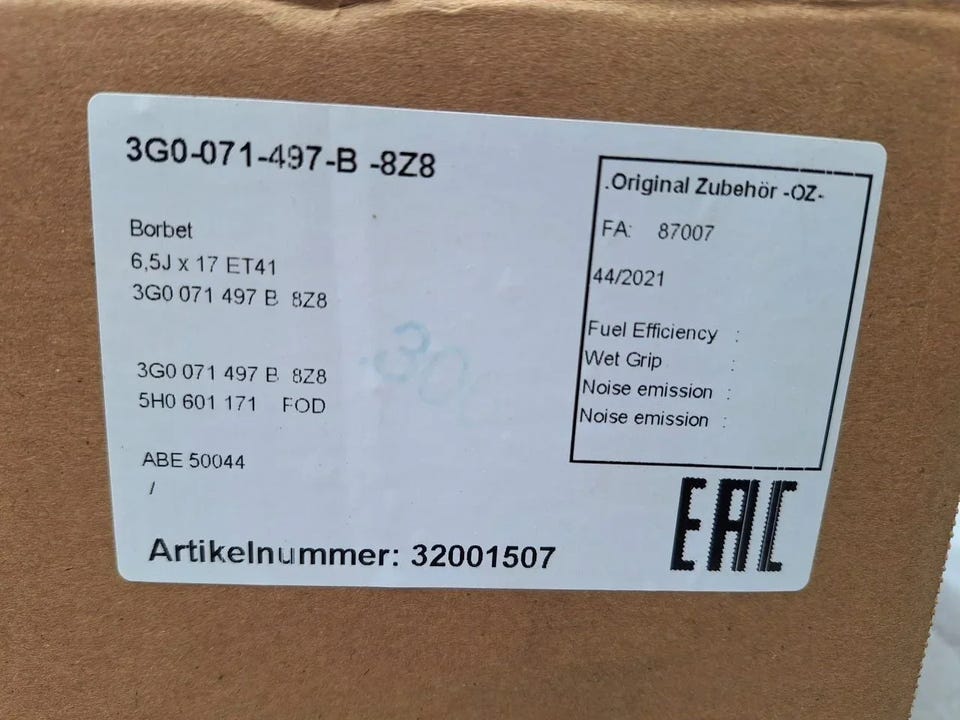 3G0-071-497-B -8Z8
Borbet
6,5J x 17 ET41
3G0 071 497 B 8Z8
3G0 071 497 B 8Z8
5H0 601 171 FOD
ABE 50044
/
Artikelnummer: 32001507
.Original Zubehör -OZ-
FA: 87007
44/2021
Fuel Efficiency :
Wet Grip :
Noise emission :
Noise emission :
EAC